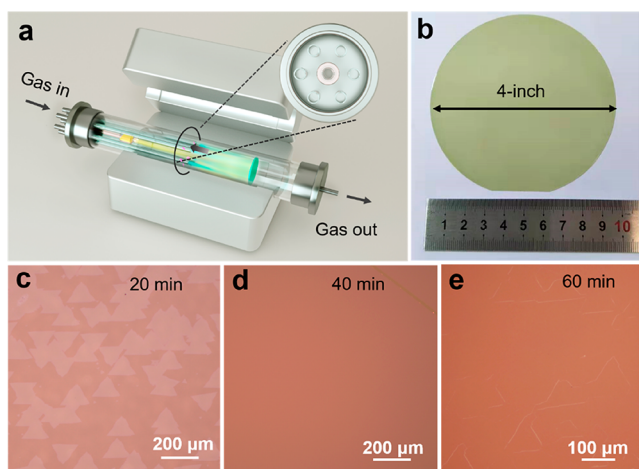 a
Gas in
Gas out
b
4-inch
1 2 3 4 5 6 7 8 9 10
c
20 min
200 µm
d
40 min
200 µm
e
60 min
100 µm